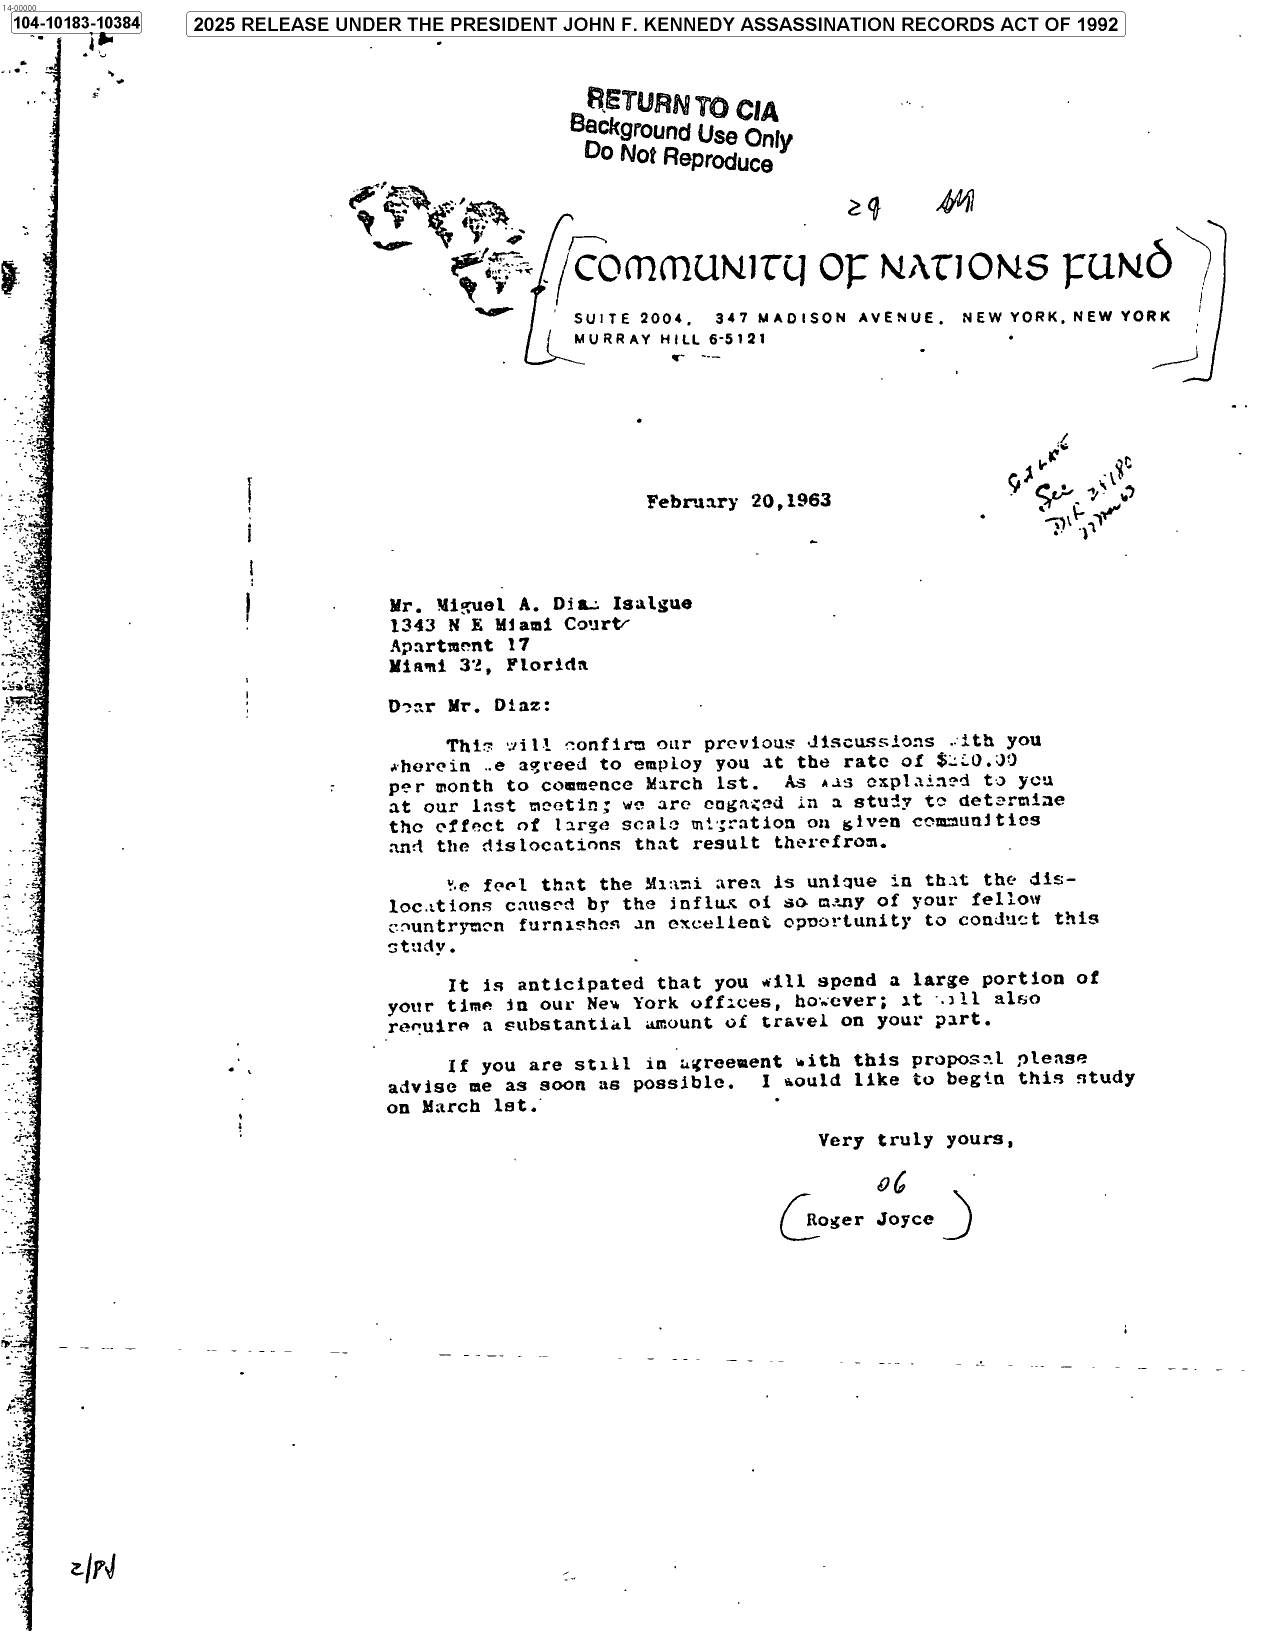 14-00000
104-10183-10384
2025 RELEASE UNDER THE PRESIDENT JOHN F. KENNEDY ASSASSINATION RECORDS ACT OF 1992
RETURN TO CIA
Background Use Only
Do Not Reproduce
29
COMMUNITY OF NATIONS FUND
SUITE 2004, 347 MADISON AVENUE, NEW YORK, NEW YORK
MURRAY HILL 6-5121
See
DIR 25180
February 20,1963
Mr. Miguel A. Diaz Isalgue
1343 N E Miami Court
Apartment 17
Miami 32, Florida
Dear Mr. Diaz:
This will confirm our previous discussions with you
wherein we agreed to employ you at the rate of
per month to commence March 1st. As was explained to you
at our last meeting; we are engaged in a study to determine
the effect of large scale migration on given communities
and the dislocations that result therefrom.
We feel that the Miami area is unique in that the dis-
locations caused by the influx of so many of your fellow
countrymen furnishes an excellent opportunity to conduct this
study.
It is anticipated that you will spend a large portion of
your time in our New York offices, however; it will also
require a substantial amount of travel on your part.
If you are still in agreement with this proposal please
advise me as soon as possible. I would like to begin this study
on March 1st.
Very truly yours,
06
Roger Joyce